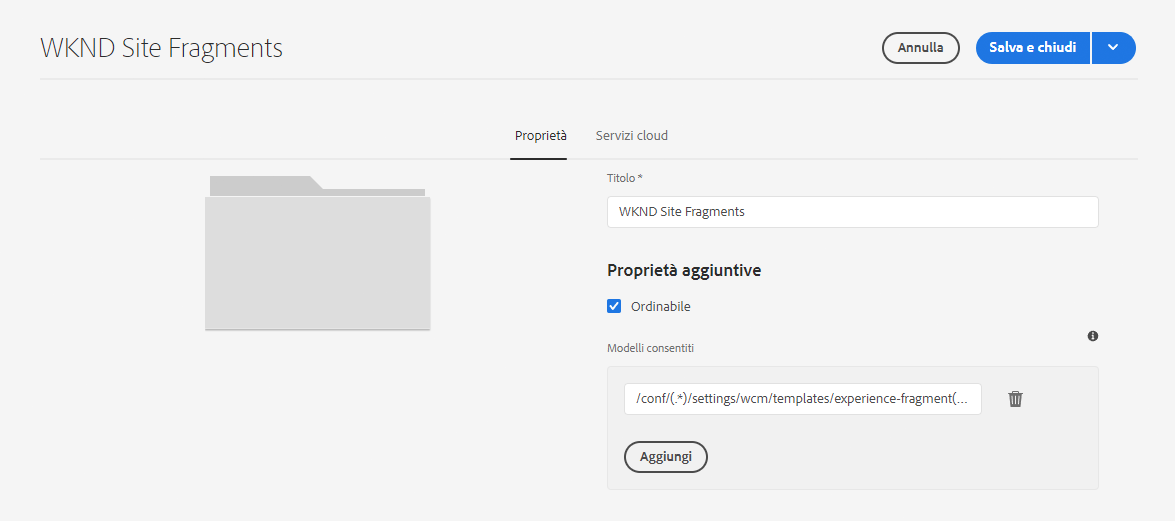 WKND Site Fragments
Annulla
Salva e chiudi
Proprietà
Servizi cloud
Titolo *
WKND Site Fragments
Proprietà aggiuntive
Ordinabile
Modelli consentiti
/conf/(.*)/settings/wcm/templates/experience-fragment(...
Aggiungi